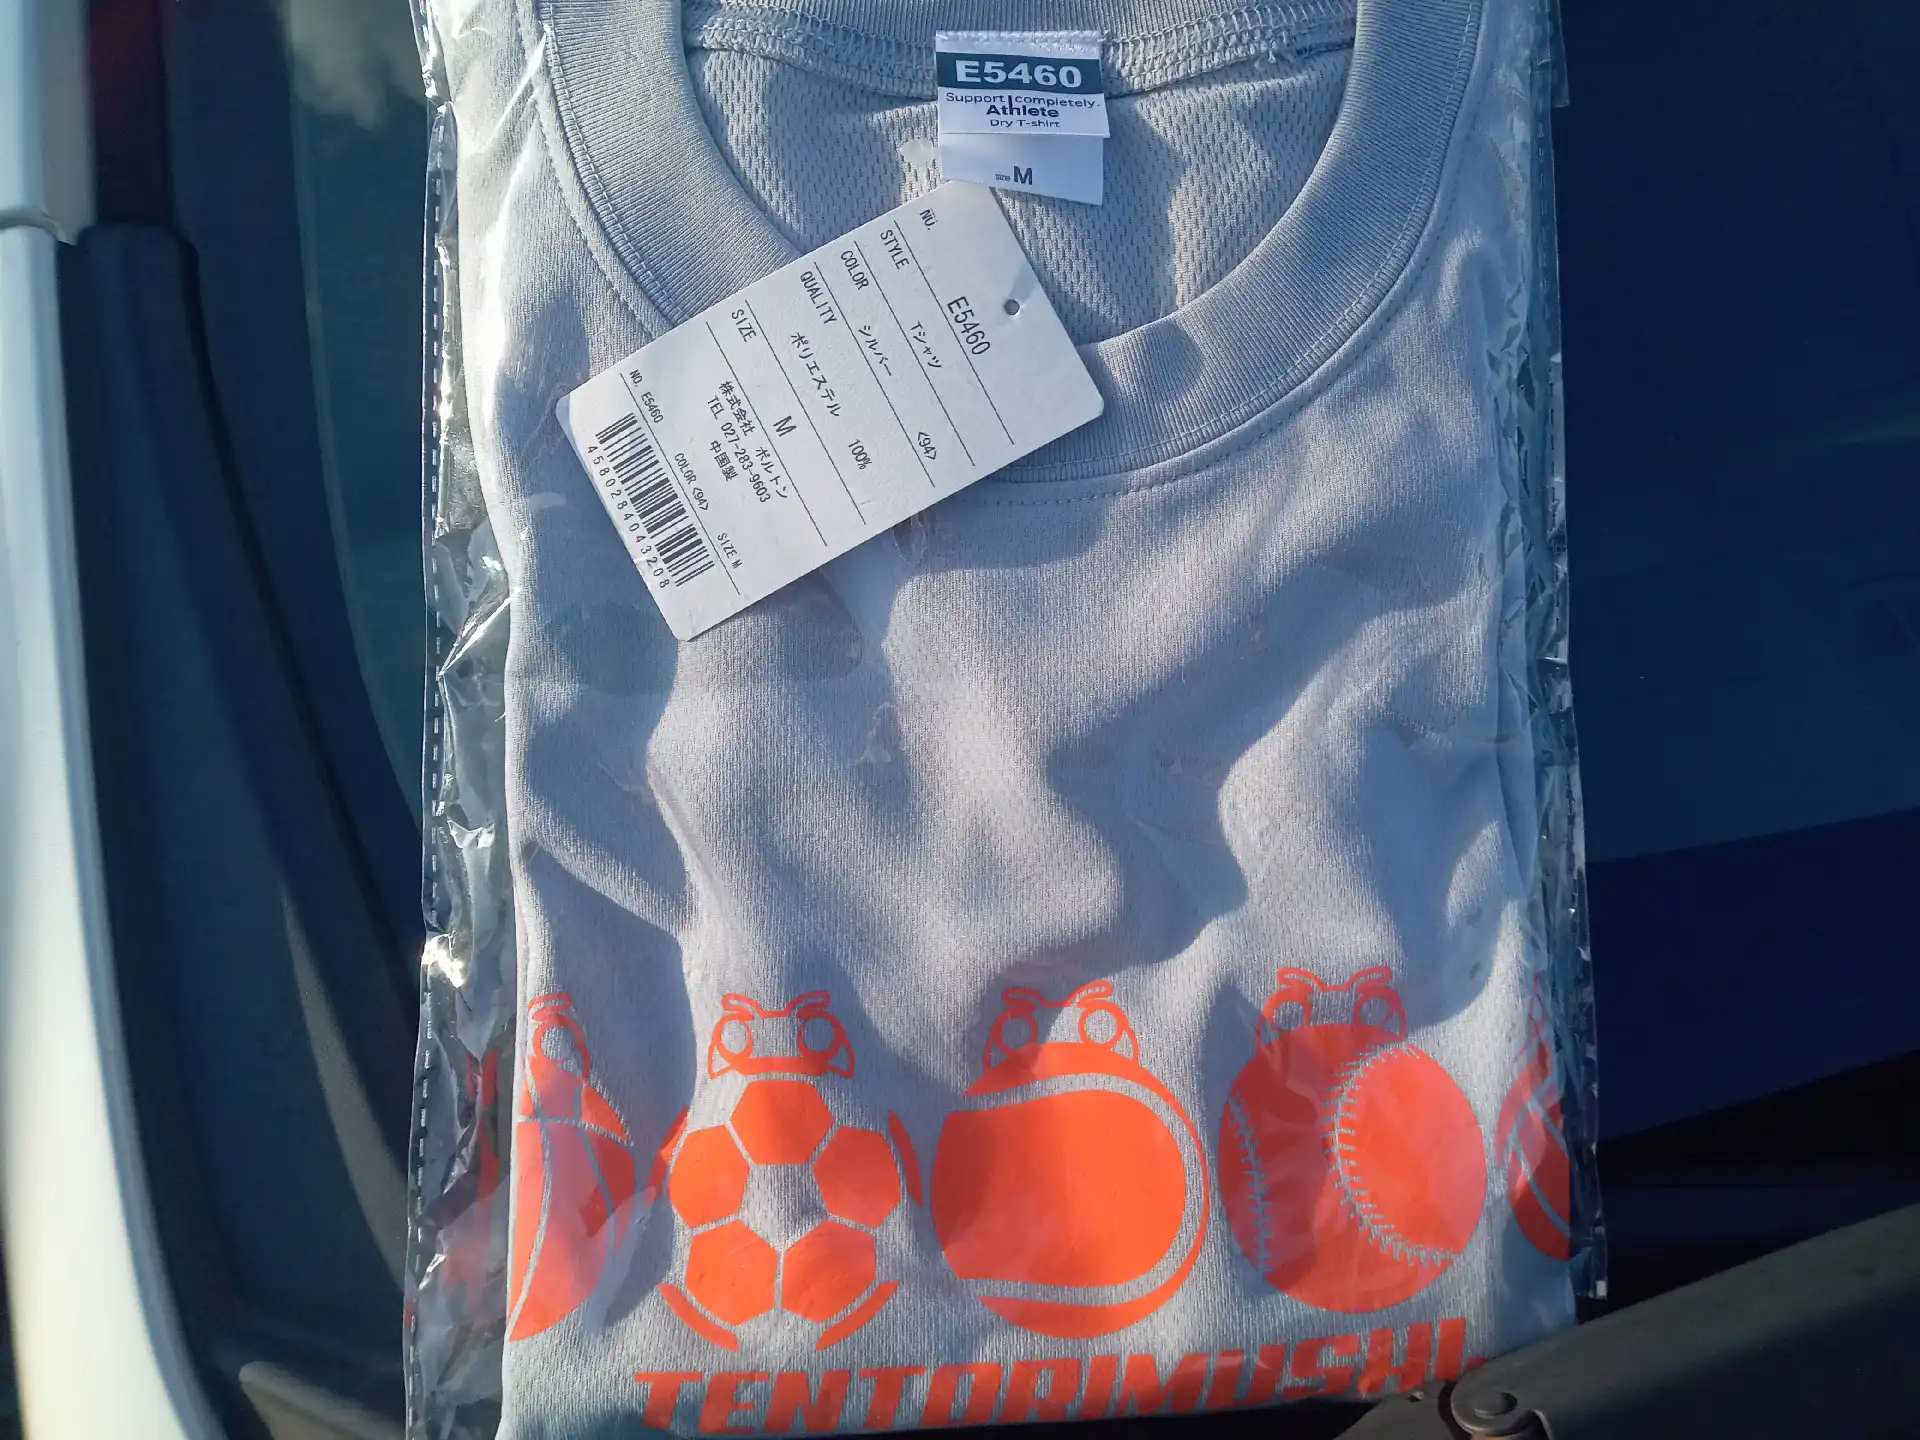 E5460
Support completely.
Athlete
Dry T-shirt
size M
NO. E5460
STYLE Tシャツ
COLOR シルバー <94>
QUALITY ポリエステル 100%
SIZE M
株式会社 ボルトン
TEL 027-283-9603
中国製
NO. E5460 COLOR <94> SIZE M
4580284043208
TENTORIMUSHI.